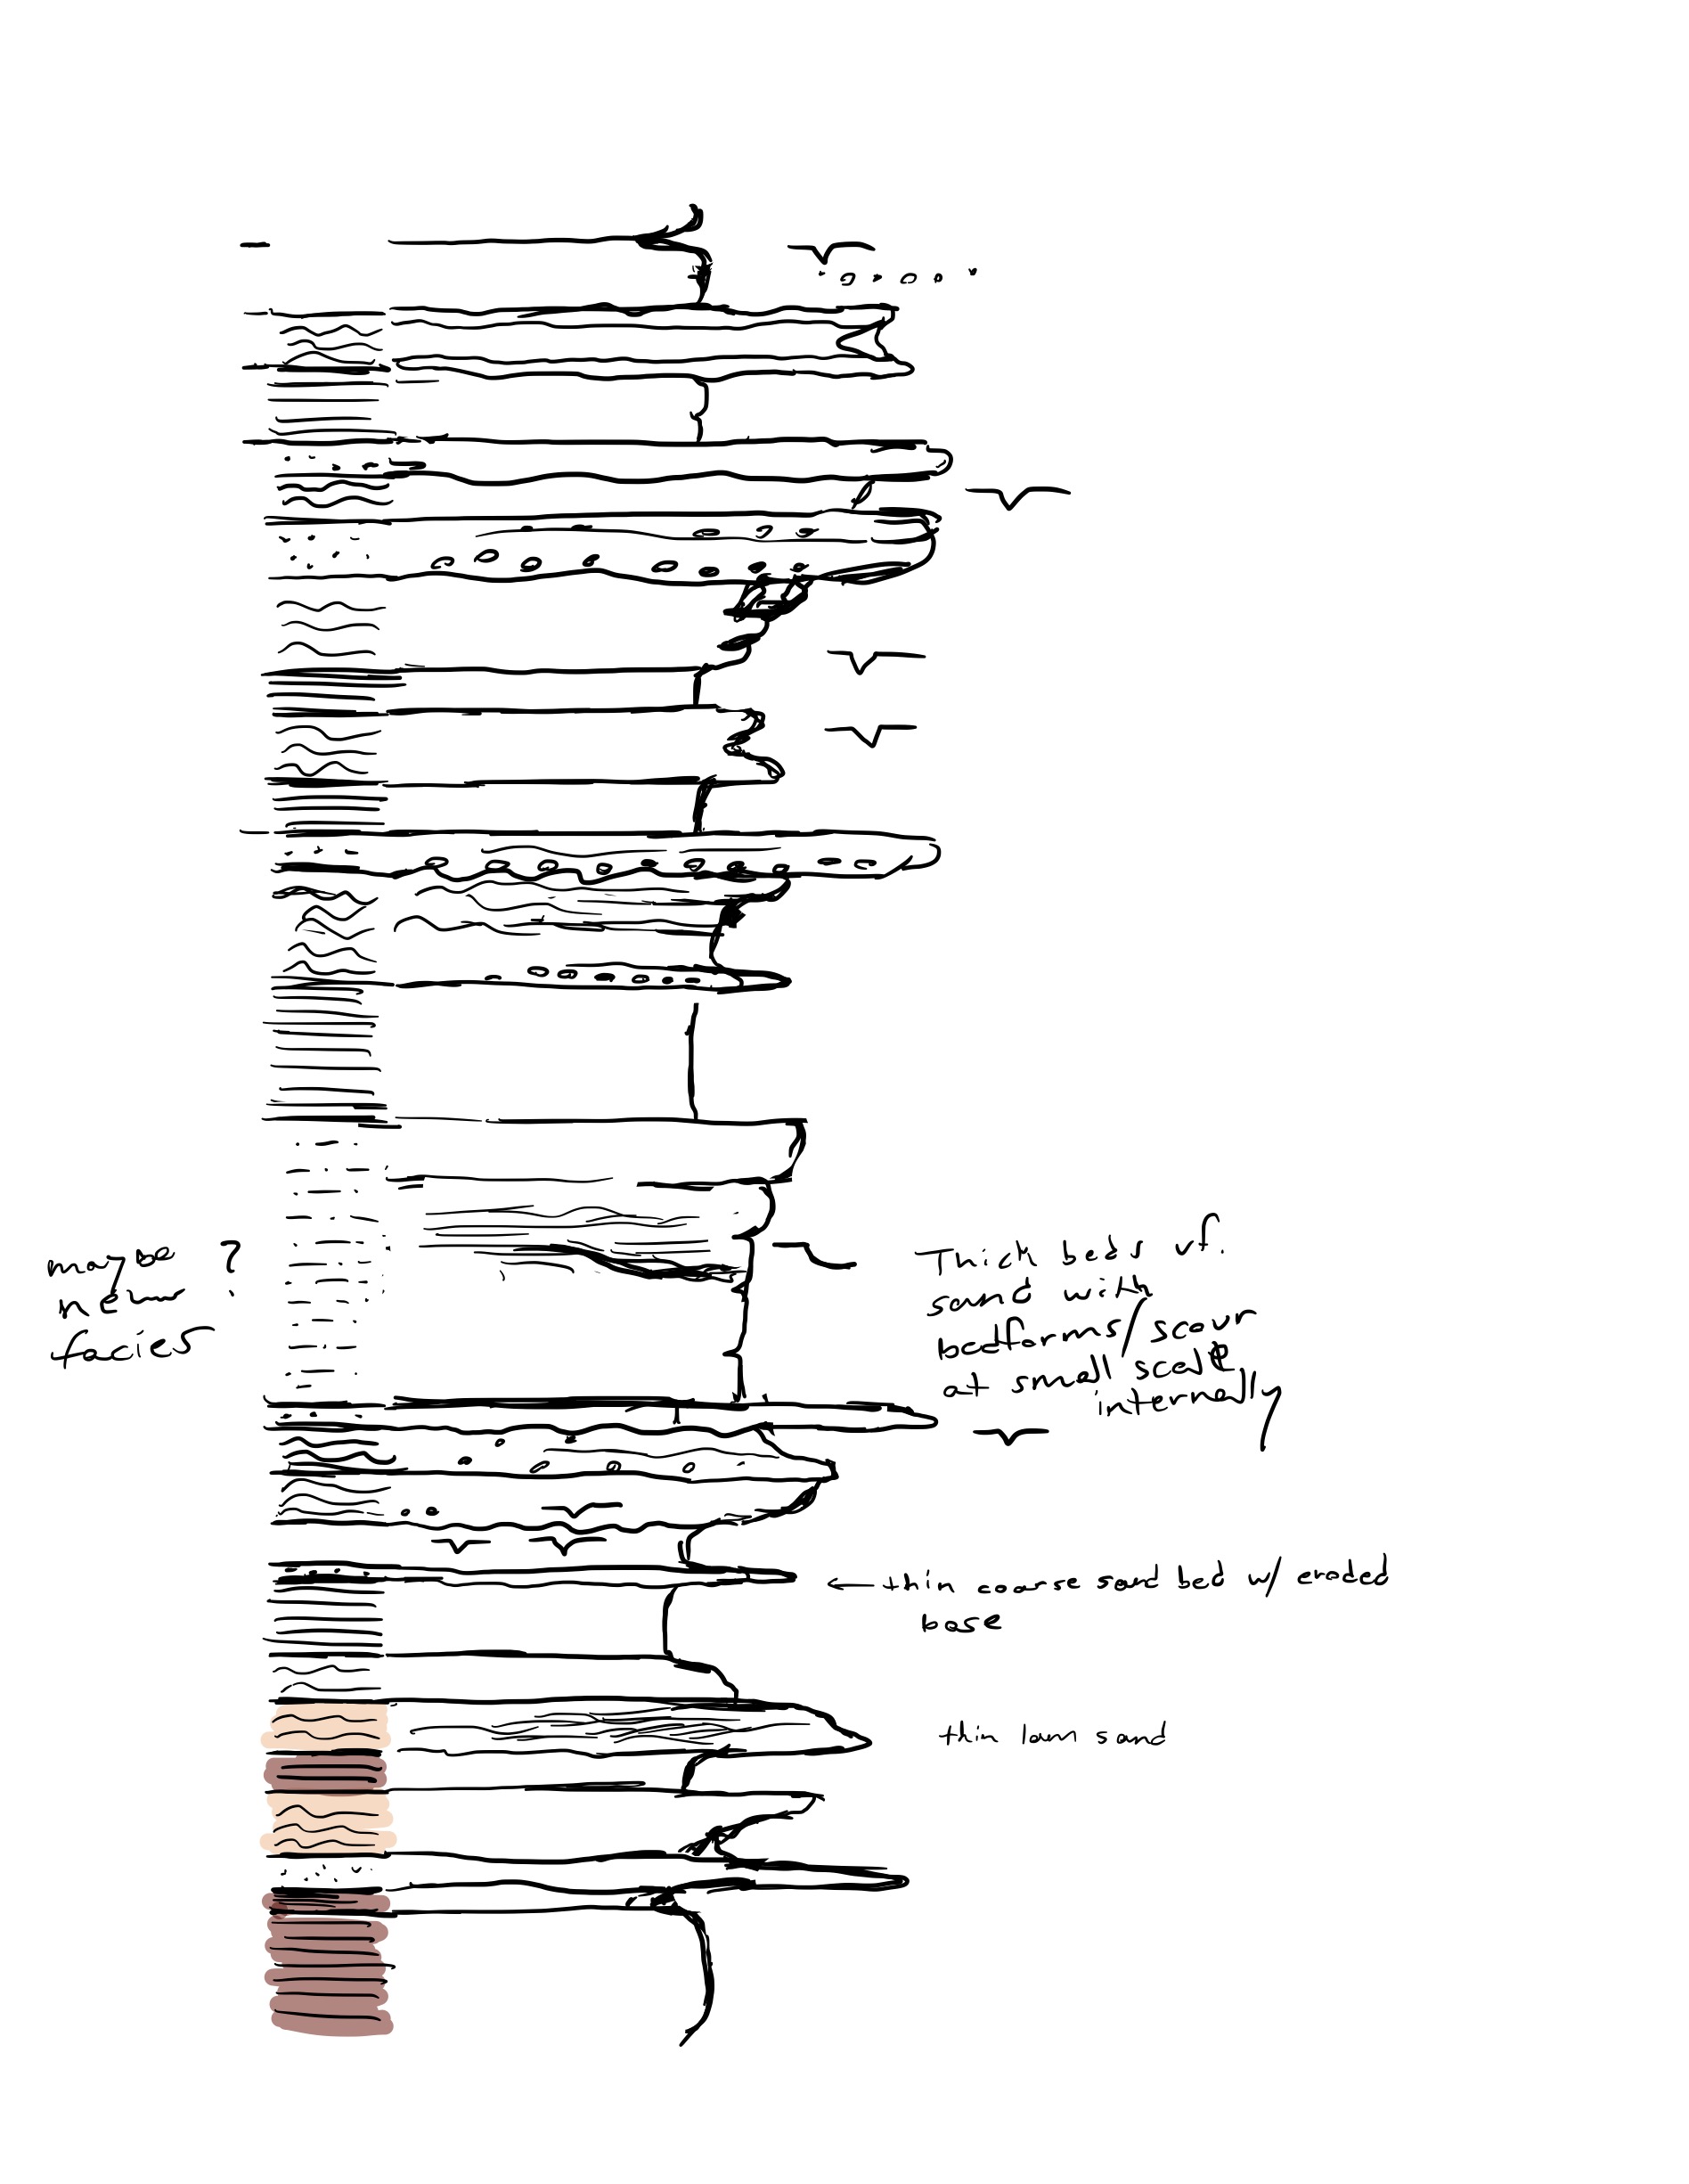 maybe ?
new
facies
Thick beds vf.
sand with
bedforms/scour
at small scale
internally
← thin coarse sand bed w/ eroded
base
thin lam sand